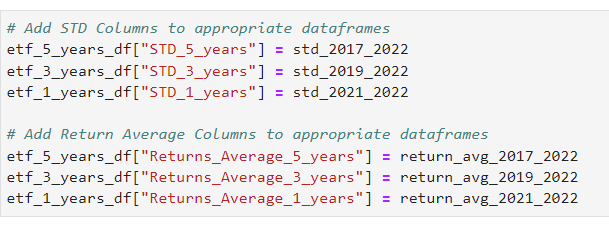 # Add STD Columns to appropriate dataframes
etf_5_years_df["STD_5_years"] = std_2017_2022
etf_3_years_df["STD_3_years"] = std_2019_2022
etf_1_years_df["STD_1_years"] = std_2021_2022
# Add Return Average Columns to appropriate dataframes
etf_5_years_df["Returns_Average_5_years"] = return_avg_2017_2022
etf_3_years_df["Returns_Average_3_years"] = return_avg_2019_2022
etf_1_years_df["Returns_Average_1_years"] = return_avg_2021_2022